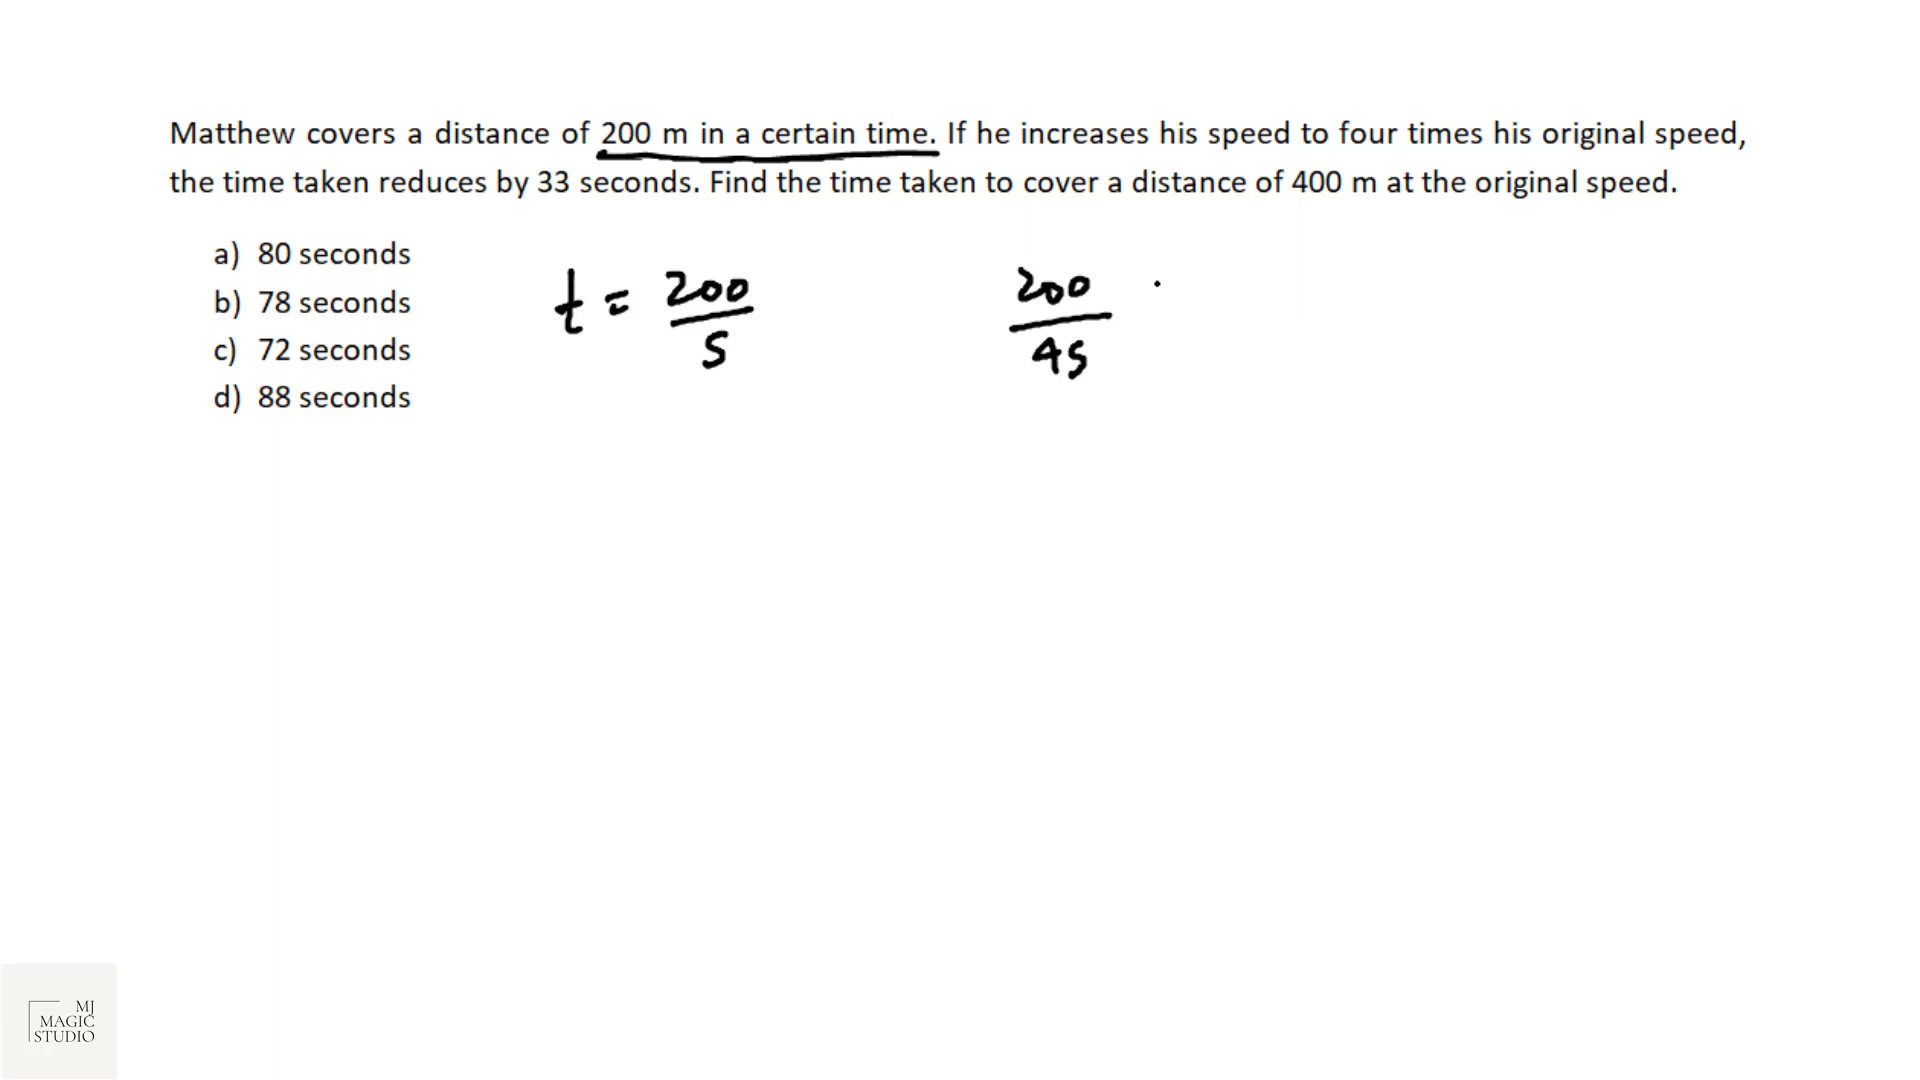 Matthew covers a distance of 200 m in a certain time. If he increases his speed to four times his original speed,
the time taken reduces by 33 seconds. Find the time taken to cover a distance of 400 m at the original speed.
a) 80 seconds
b) 78 seconds
c) 72 seconds
d) 88 seconds
t = 200/s
200/4s
MJ
MAGIC
STUDIO